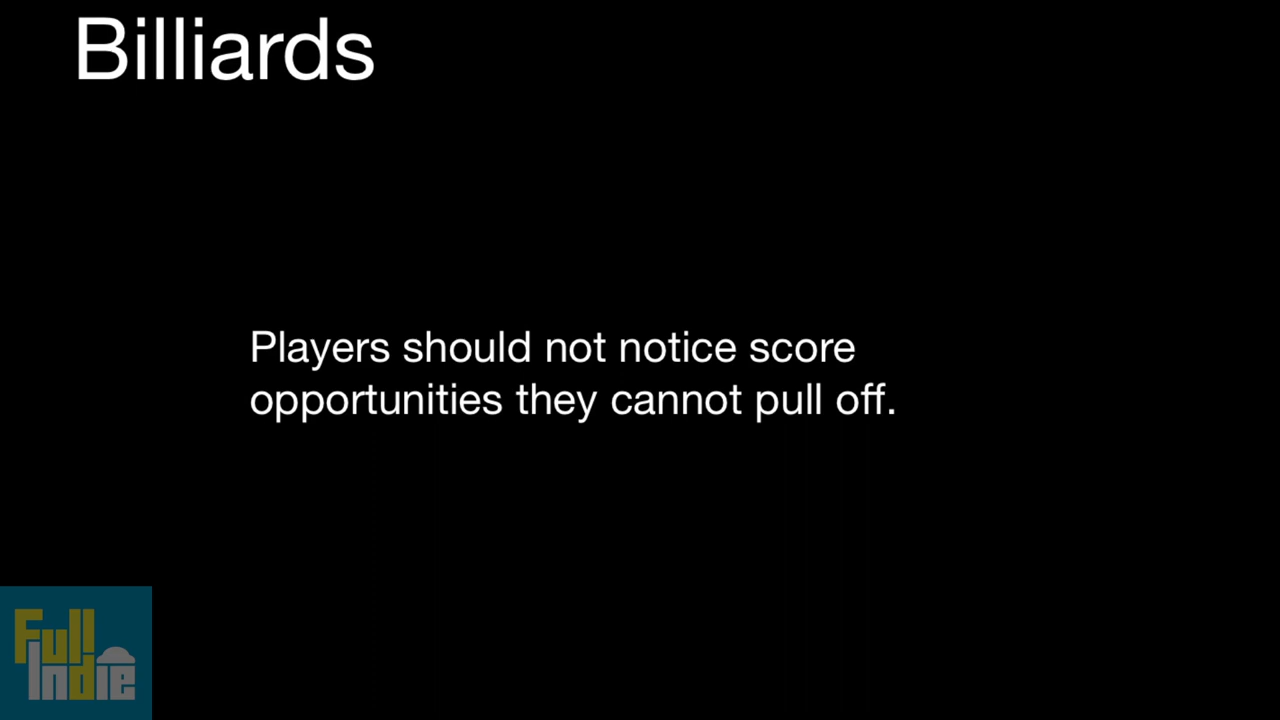 Billiards
Players should not notice score
opportunities they cannot pull off.
Full
Indie